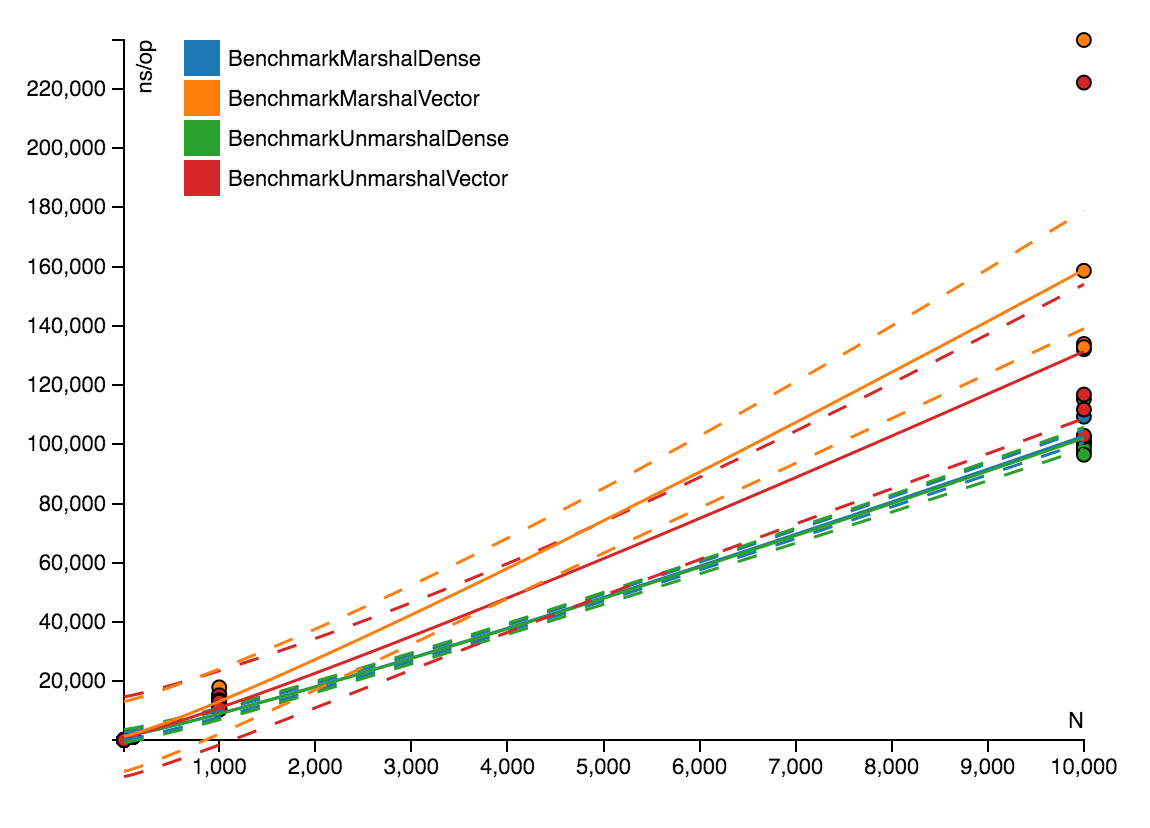 ns/op
BenchmarkMarshalDense
BenchmarkMarshalVector
BenchmarkUnmarshalDense
BenchmarkUnmarshalVector
220,000
200,000
180,000
160,000
140,000
120,000
100,000
80,000
60,000
40,000
20,000
N
1,000 2,000 3,000 4,000 5,000 6,000 7,000 8,000 9,000 10,000